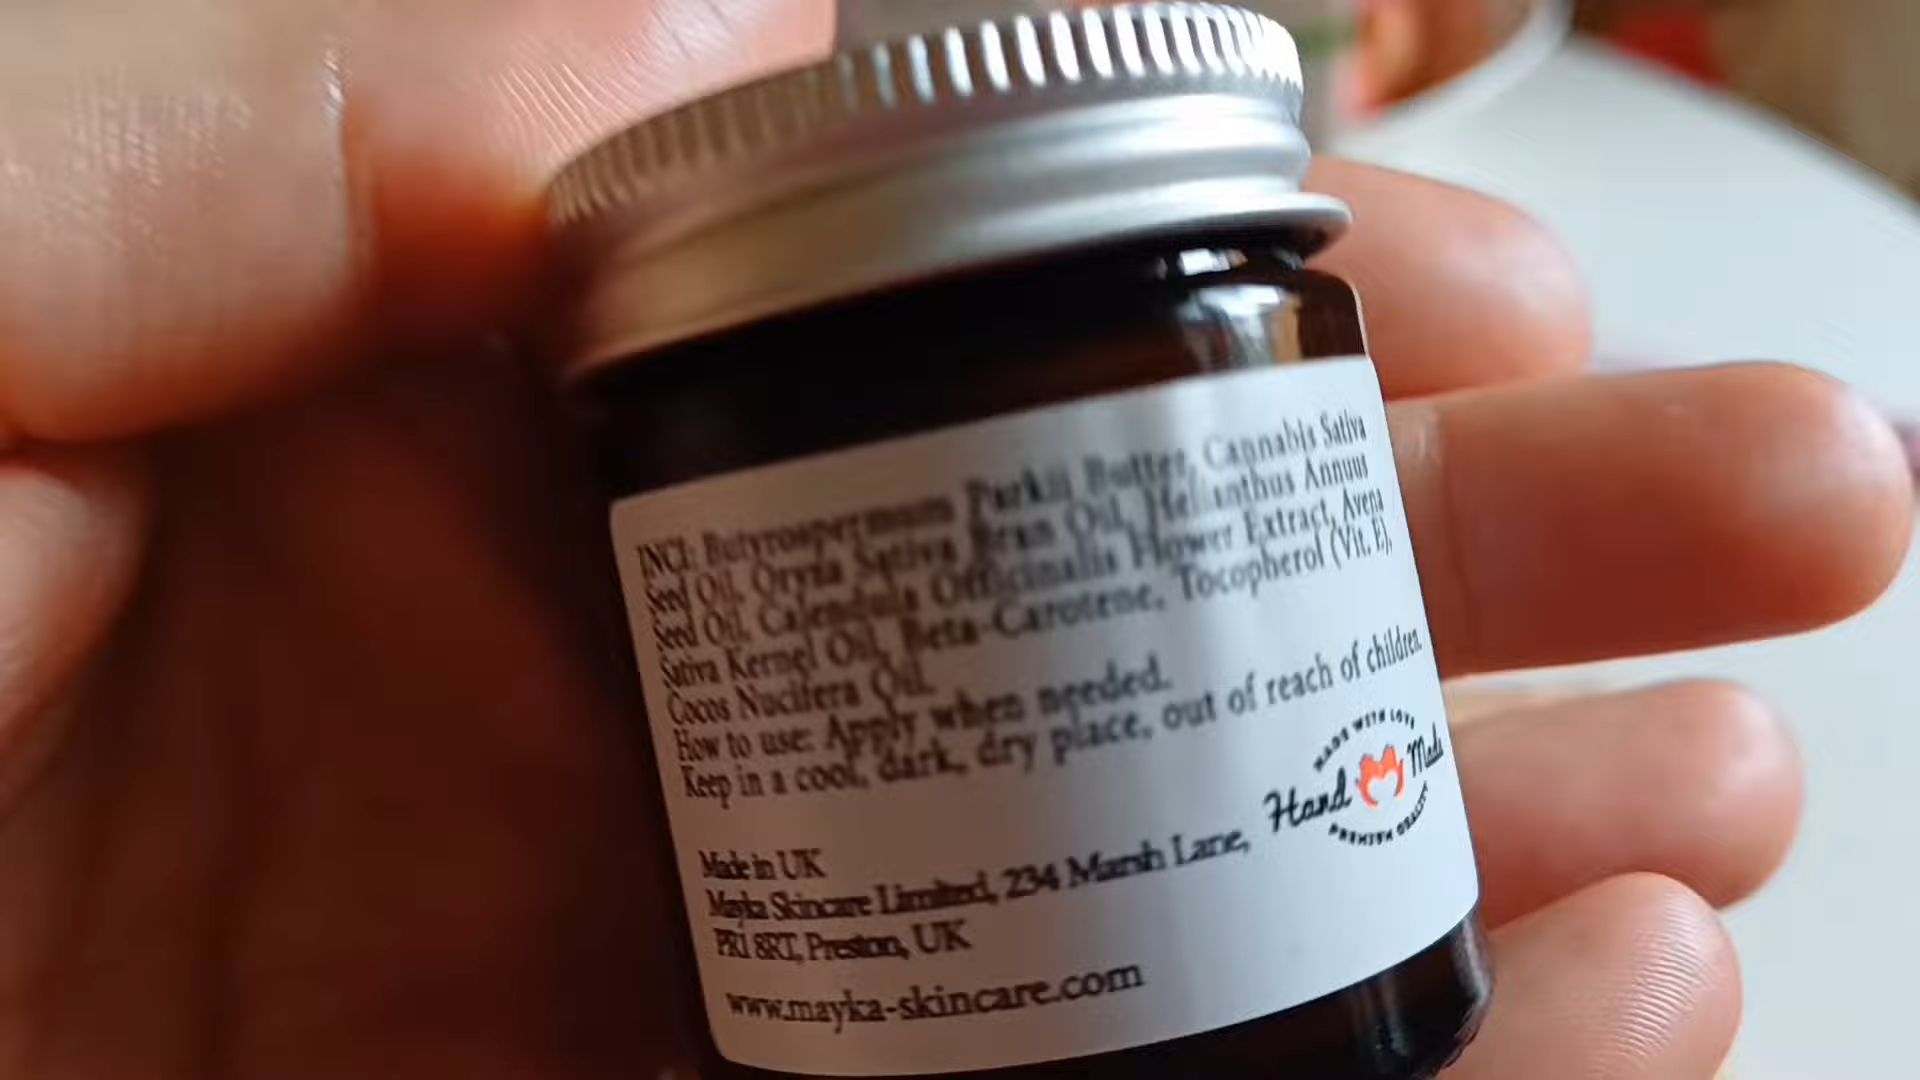 INCI: Butyrospermum Parkii Butter, Cannabis Sativa
Seed Oil, Oryza Sativa Bran Oil, Helianthus Annuus
Seed Oil, Calendula Officinalis Flower Extract, Avena
Sativa Kernel Oil, Beta-Carotene, Tocopherol (Vit. E),
Cocos Nucifera Oil.
How to use: Apply when needed.
Keep in a cool, dark, dry place, out of reach of children.
MADE WITH LOVE
Hand Made
PREMIUM QUALITY
Made in UK
Mayka Skincare Limited, 234 Marsh Lane,
PR1 8RT, Preston, UK
www.mayka-skincare.com